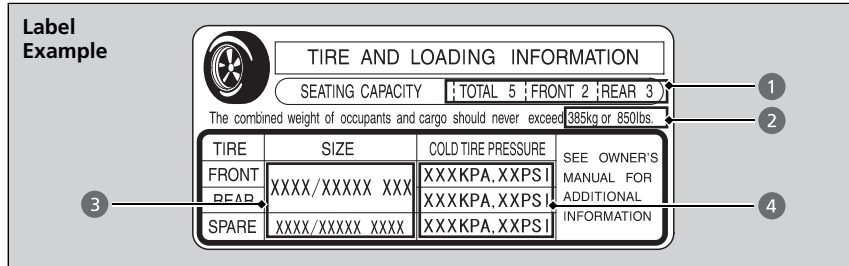 Label
Example
TIRE AND LOADING INFORMATION
SEATING CAPACITY TOTAL 5 FRONT 2 REAR 3
1
The combined weight of occupants and cargo should never exceed 385kg or 850lbs.
2
TIRE SIZE COLD TIRE PRESSURE
SEE OWNER'S
MANUAL FOR
ADDITIONAL
INFORMATION
FRONT XXXX/XXXXX XXX XXXKPA,XXPSI
REAR XXXKPA,XXPSI
3
4
SPARE XXXX/XXXXX XXXX XXXKPA,XXPSI